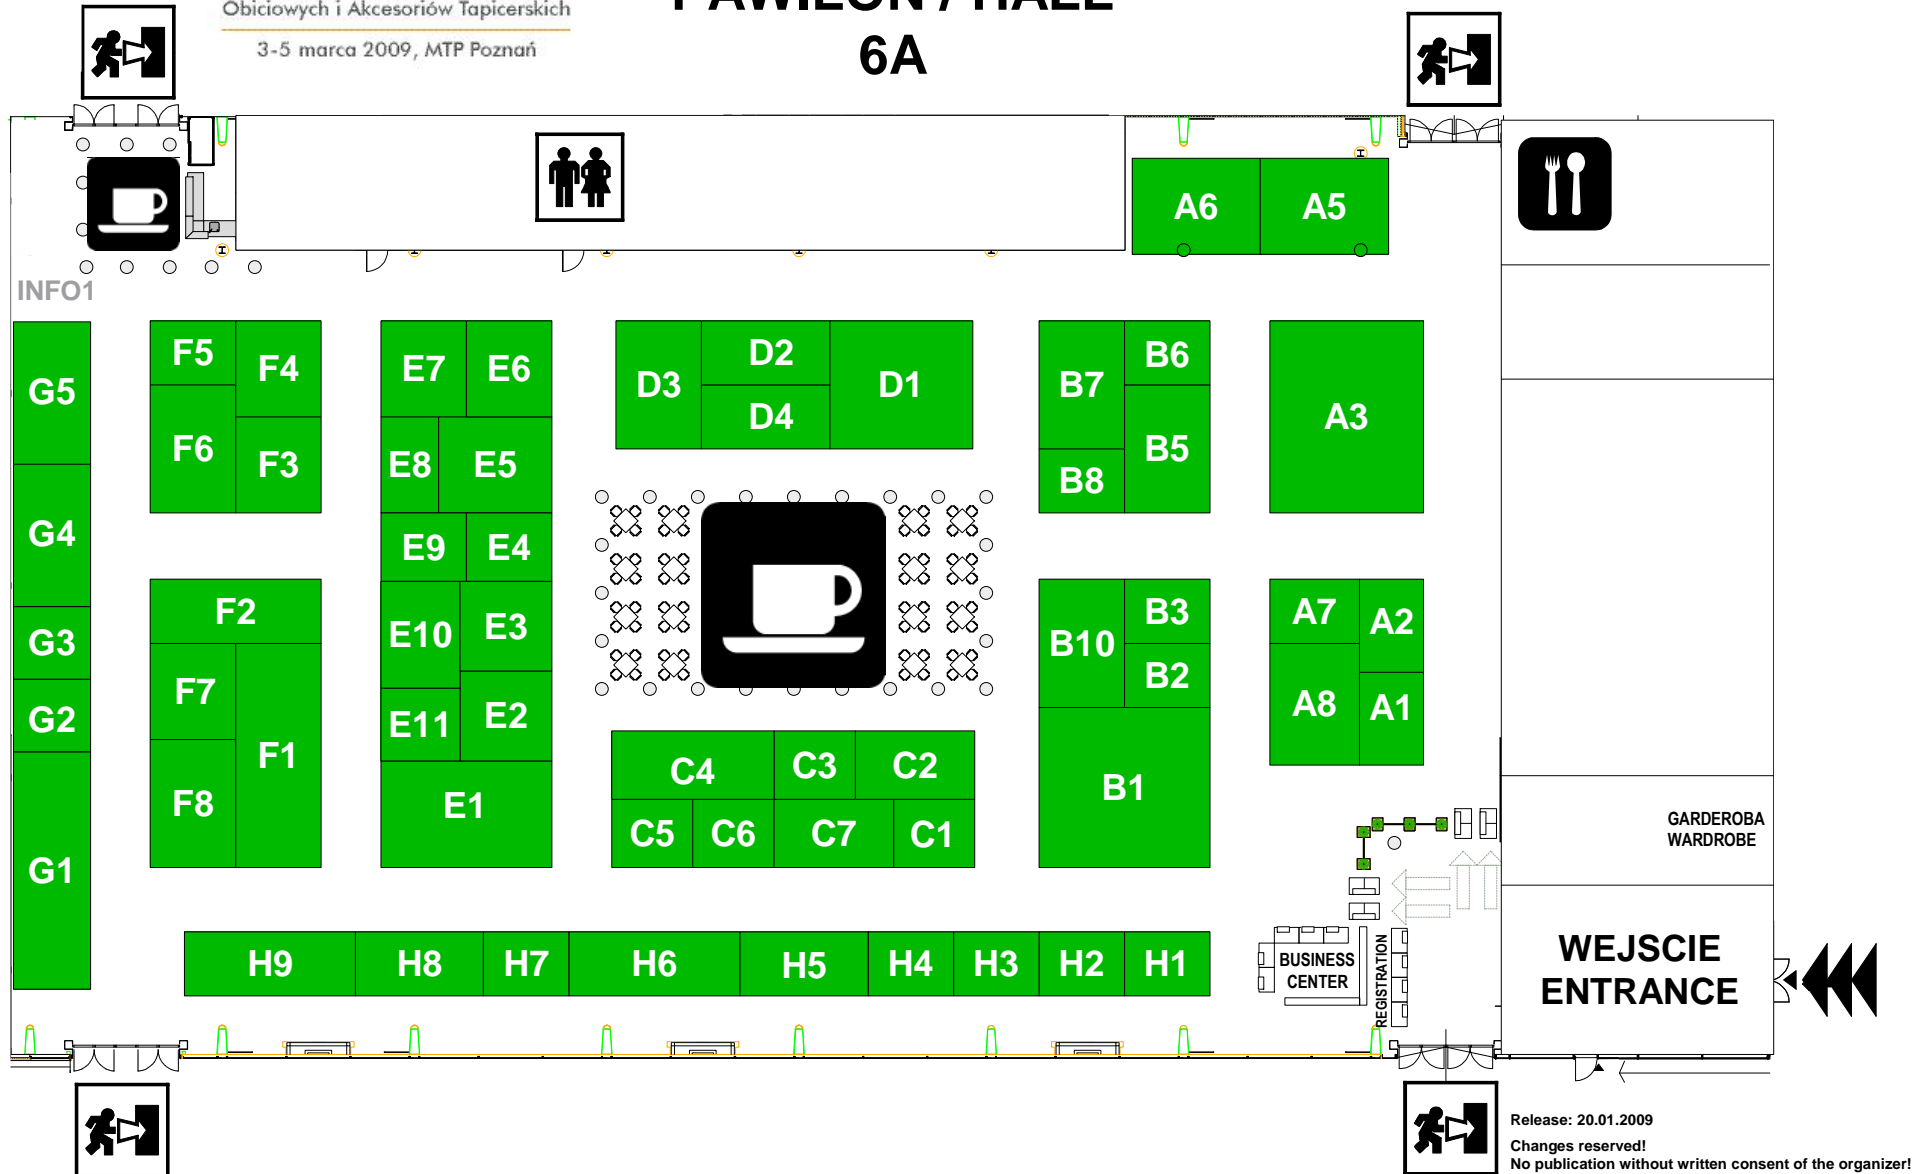 Obiciowych i Akcesoriów Tapicerskich
3-5 marca 2009, MTP Poznań
PAWILON / HALL
6A
A6
A5
INFO1
F5
F4
E7
E6
D3
D2
D1
B7
B6
A3
G5
F6
F3
E8
E5
D4
B8
B5
G4
E9
E4
F2
E10
E3
B10
B3
A7
A2
G3
F7
B2
A8
A1
G2
E11
E2
F1
C4
C3
C2
B1
F8
E1
C5
C6
C7
C1
G1
GARDEROBA
WARDROBE
H9
H8
H7
H6
H5
H4
H3
H2
H1
BUSINESS
CENTER
REGISTRATION
WEJSCIE
ENTRANCE
Release: 20.01.2009
Changes reserved!
No publication without written consent of the organizer!